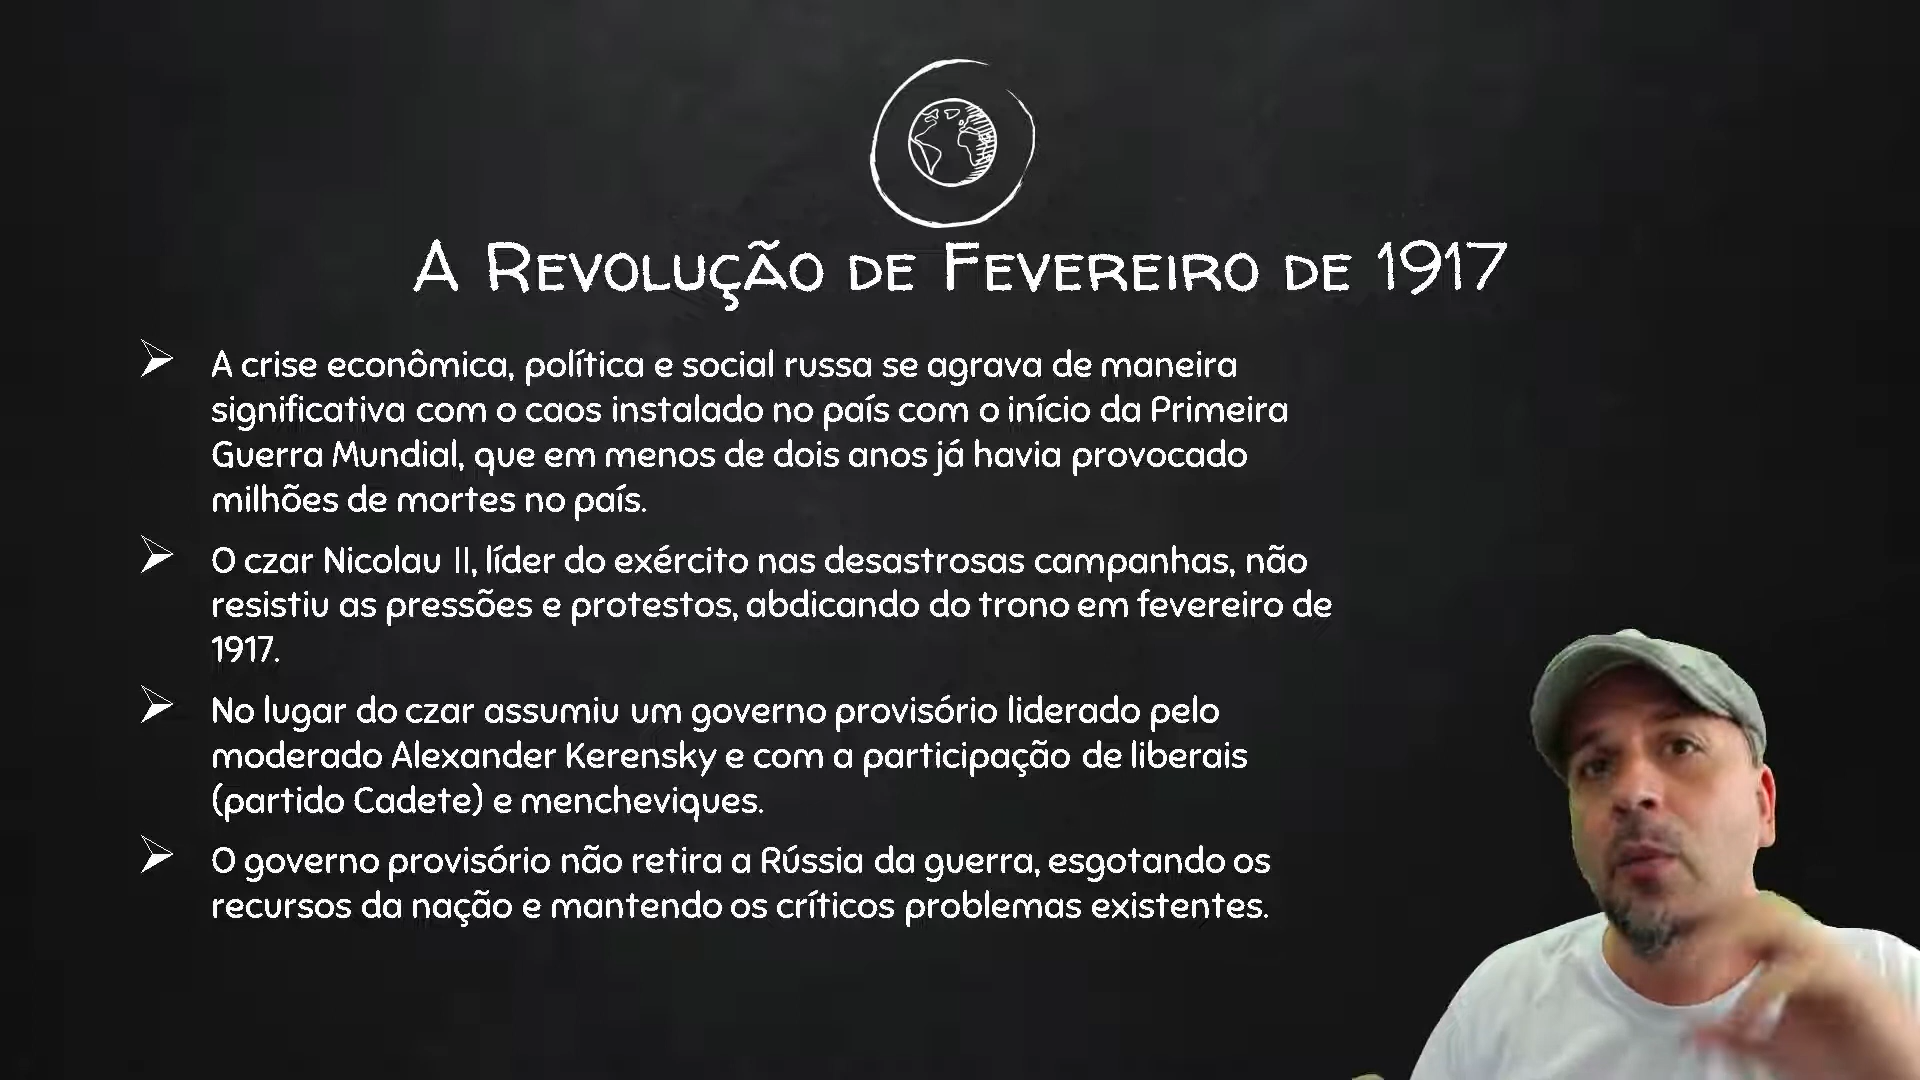 A Revolução de Fevereiro de 1917
A crise econômica, política e social russa se agrava de maneira
significativa com o caos instalado no país com o início da Primeira
Guerra Mundial, que em menos de dois anos já havia provocado
milhões de mortes no país.
O czar Nicolau II, líder do exército nas desastrosas campanhas, não
resistiu as pressões e protestos, abdicando do trono em fevereiro de
1917.
No lugar do czar assumiu um governo provisório liderado pelo
moderado Alexander Kerensky e com a participação de liberais
(partido Cadete) e mencheviques.
O governo provisório não retira a Rússia da guerra, esgotando os
recursos da nação e mantendo os críticos problemas existentes.